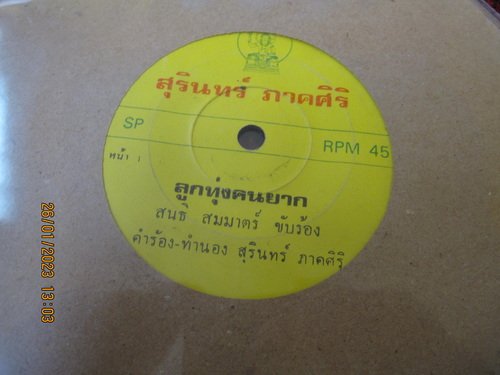 สุรินทร์ ภาคศิริ
SP
RPM 45
หน้า 1
ลูกทุ่งคนยาก
สนธิ สมมาตร์ ขับร้อง
คำร้อง-ทำนอง สุรินทร์ ภาคศิริ
26/01/2023 13:03